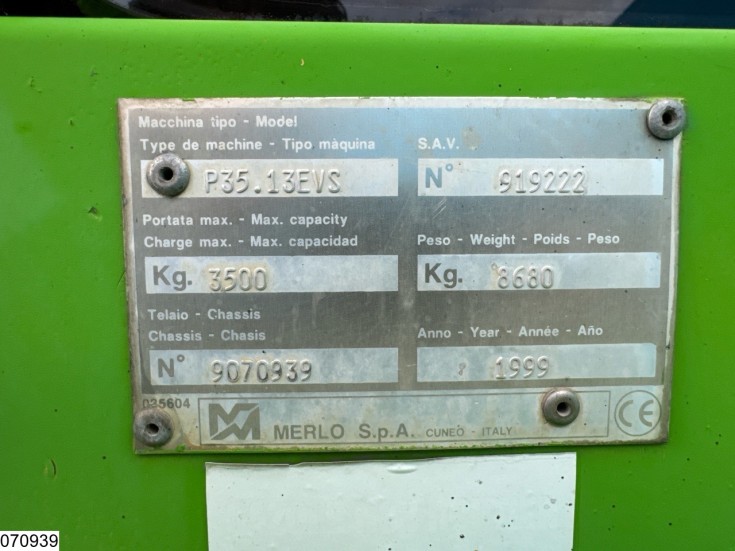 Macchina tipo - Model
Type de machine - Tipo màquina
P35.13EVS
S.A.V.
N° 919222
Portata max. - Max. capacity
Charge max. - Max. capacidad
Kg. 3500
Peso - Weight - Poids - Peso
Kg. 8680
Telaio - Chassis
Chassis - Chasis
N° 9070939
Anno - Year - Année - Año
1999
035604
MERLO S.p.A. CUNEO - ITALY
CE
070939